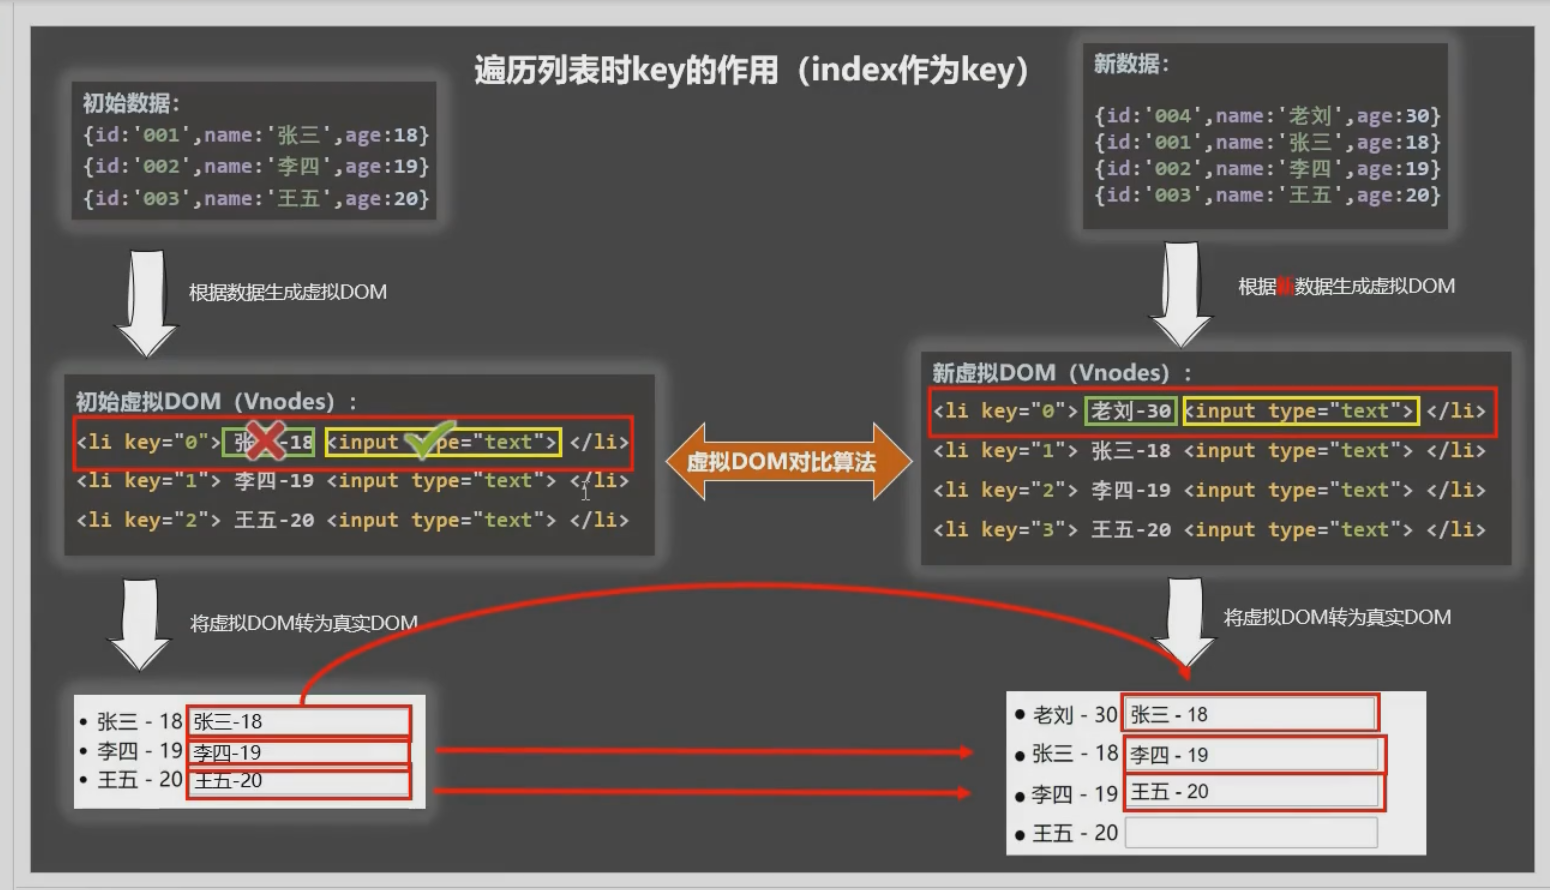 遍历列表时key的作用（index作为key）
初始数据：
{id:'001',name:'张三',age:18}
{id:'002',name:'李四',age:19}
{id:'003',name:'王五',age:20}
新数据：
{id:'004',name:'老刘',age:30}
{id:'001',name:'张三',age:18}
{id:'002',name:'李四',age:19}
{id:'003',name:'王五',age:20}
根据数据生成虚拟DOM
根据新数据生成虚拟DOM
初始虚拟DOM（Vnodes）：
<li key="0"> 张三-18 <input type="text"> </li>
<li key="1"> 李四-19 <input type="text"> </li>
<li key="2"> 王五-20 <input type="text"> </li>
虚拟DOM对比算法
新虚拟DOM（Vnodes）：
<li key="0"> 老刘-30 <input type="text"> </li>
<li key="1"> 张三-18 <input type="text"> </li>
<li key="2"> 李四-19 <input type="text"> </li>
<li key="3"> 王五-20 <input type="text"> </li>
将虚拟DOM转为真实DOM
将虚拟DOM转为真实DOM
• 张三 - 18 张三-18
• 李四 - 19 李四-19
• 王五 - 20 王五-20
• 老刘 - 30 张三 - 18
• 张三 - 18 李四 - 19
• 李四 - 19 王五 - 20
• 王五 - 20